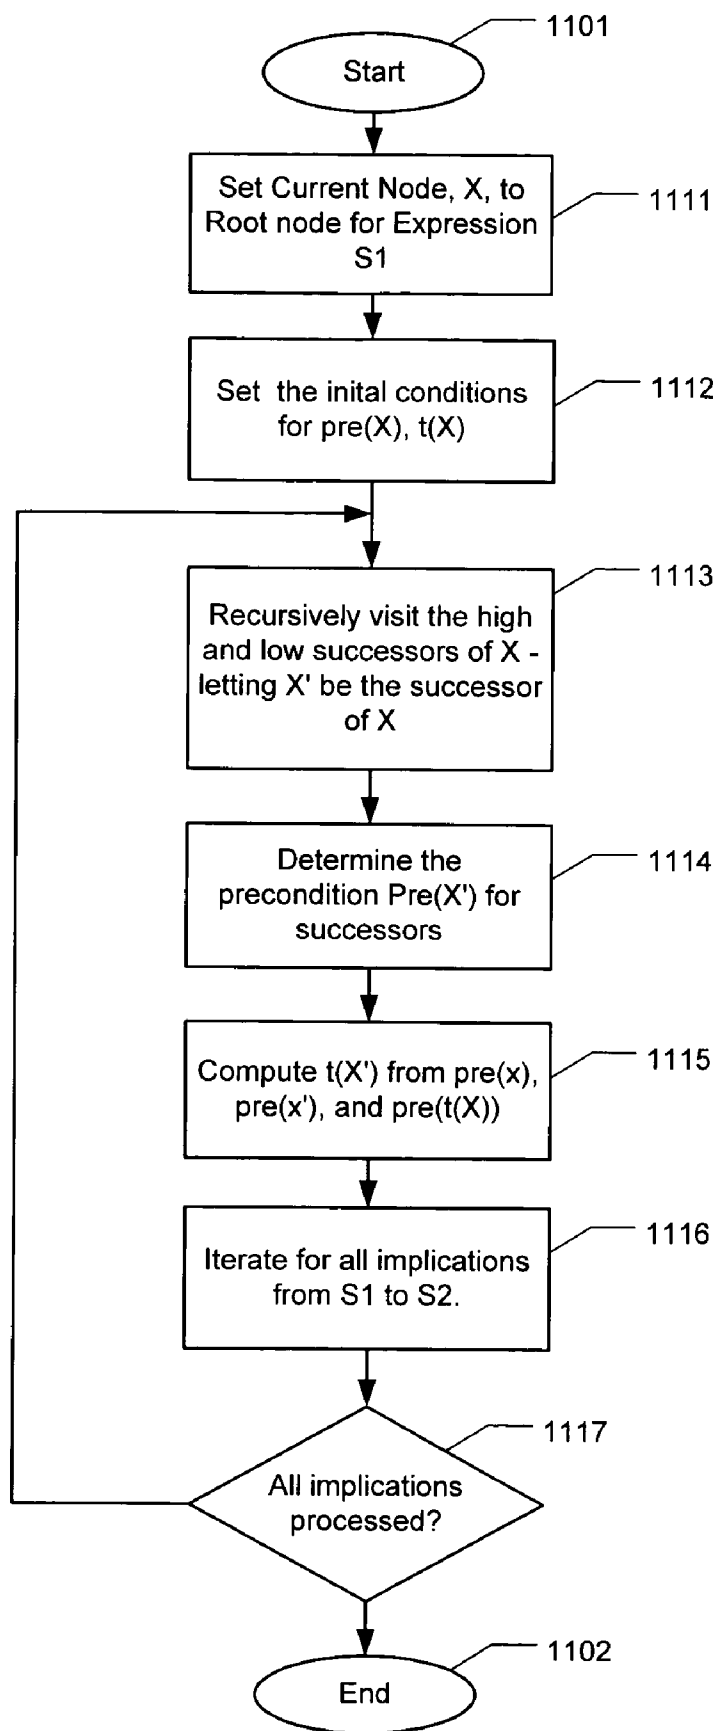 1101
Start
Set Current Node, X, to
Root node for Expression
S1
1111
Set the inital conditions
for pre(X), t(X)
1112
1113
Recursively visit the high
and low successors of X -
letting X' be the successor
of X
1114
Determine the
precondition Pre(X') for
successors
1115
Compute t(X') from pre(x),
pre(x'), and pre(t(X))
1116
Iterate for all implications
from S1 to S2.
1117
All implications
processed?
1102
End